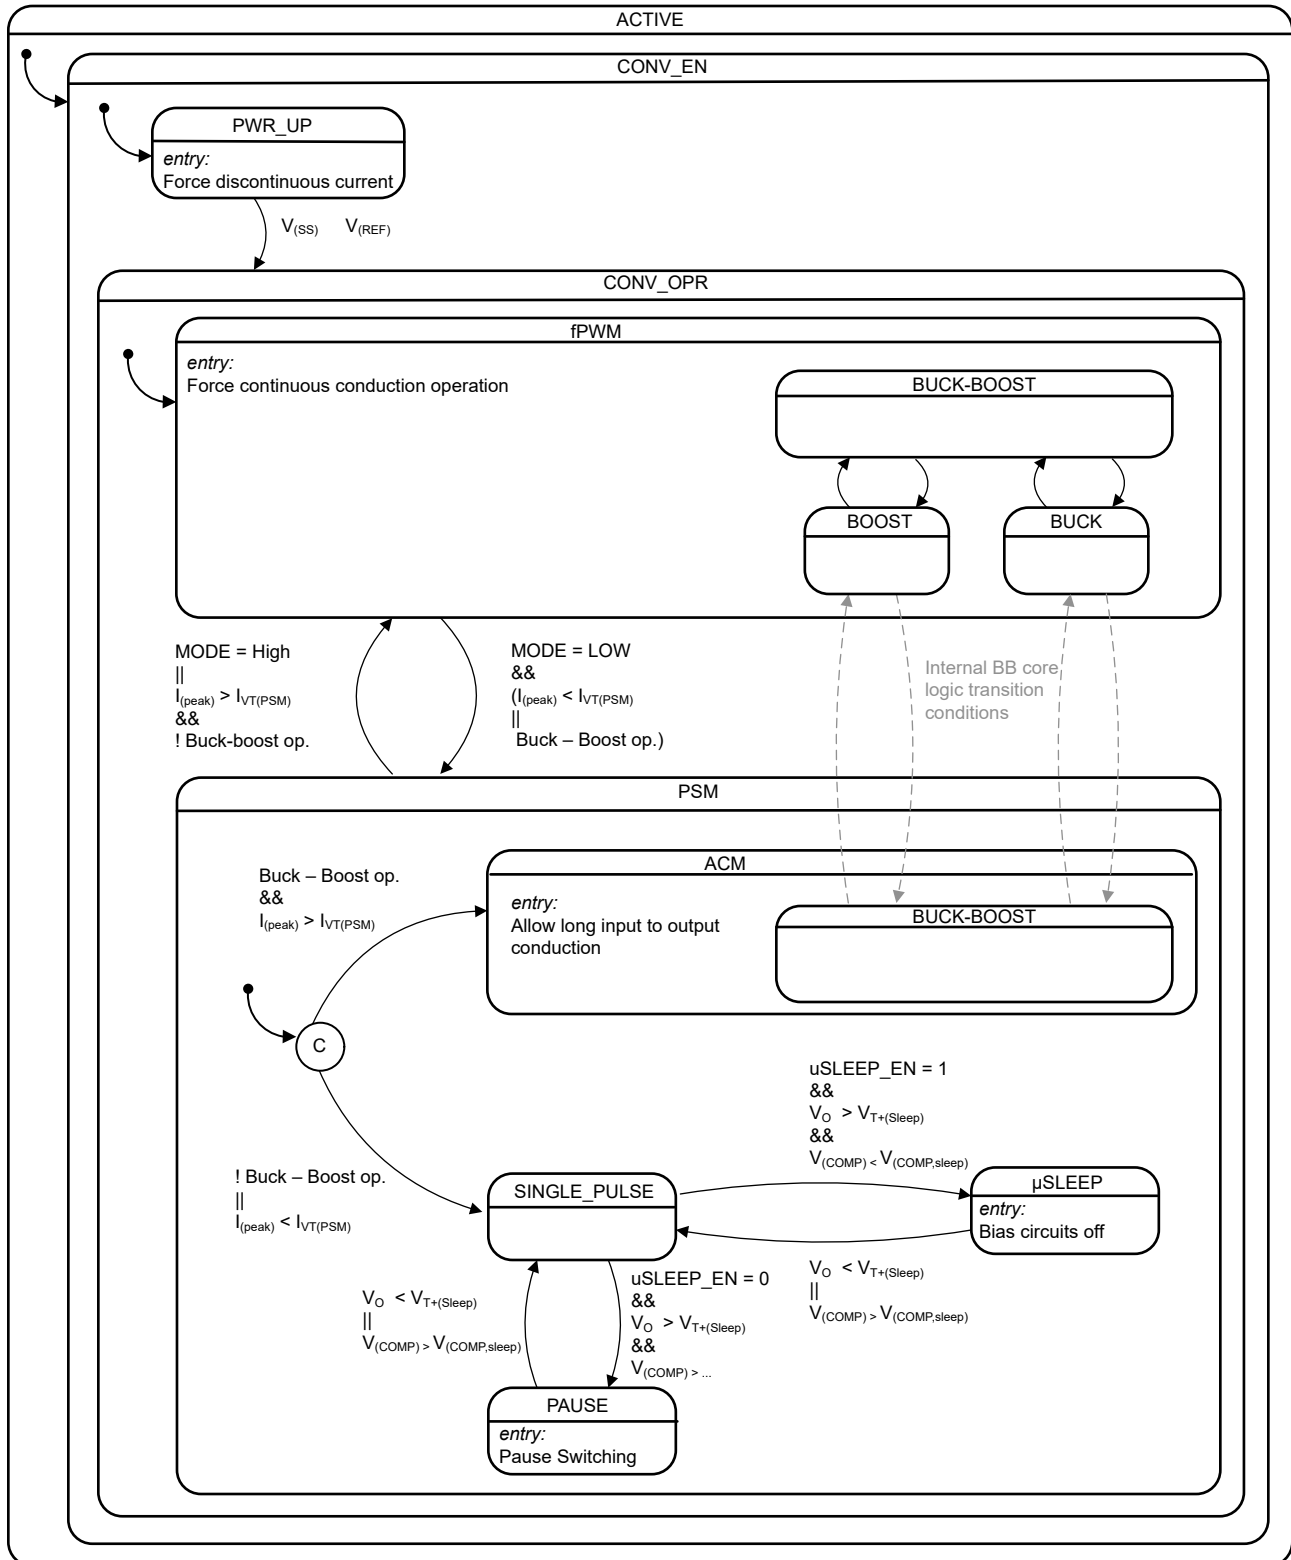 ACTIVE
CONV_EN
PWR_UP
entry:
Force discontinuous current
V(SS) V(REF)
CONV_OPR
fPWM
entry:
Force continuous conduction operation
BUCK-BOOST
BOOST
BUCK
MODE = High
||
I(peak) > IVT(PSM)
&&
! Buck-boost op.
MODE = LOW
&&
(I(peak) < IVT(PSM)
||
Buck – Boost op.)
Internal BB core
logic transition
conditions
PSM
ACM
entry:
Allow long input to output
conduction
BUCK-BOOST
Buck – Boost op.
&&
I(peak) > IVT(PSM)
C
! Buck – Boost op.
||
I(peak) < IVT(PSM)
SINGLE_PULSE
uSLEEP_EN = 1
&&
VO > VT+(Sleep)
&&
V(COMP) < V(COMP,sleep)
µSLEEP
entry:
Bias circuits off
VO < VT+(Sleep)
||
V(COMP) > V(COMP,sleep)
VO < VT+(Sleep)
||
V(COMP) > V(COMP,sleep)
uSLEEP_EN = 0
&&
VO > VT+(Sleep)
&&
V(COMP) > ...
PAUSE
entry:
Pause Switching